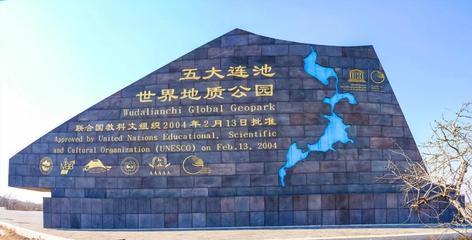 五大连池
世界地质公园
Wudalianchi Global Geopark
联合国教科文组织2004年2月13日批准
Approved by United Nations Educational, Scientific
and Cultural Organization (UNESCO) on Feb.13, 2004
AAAAA